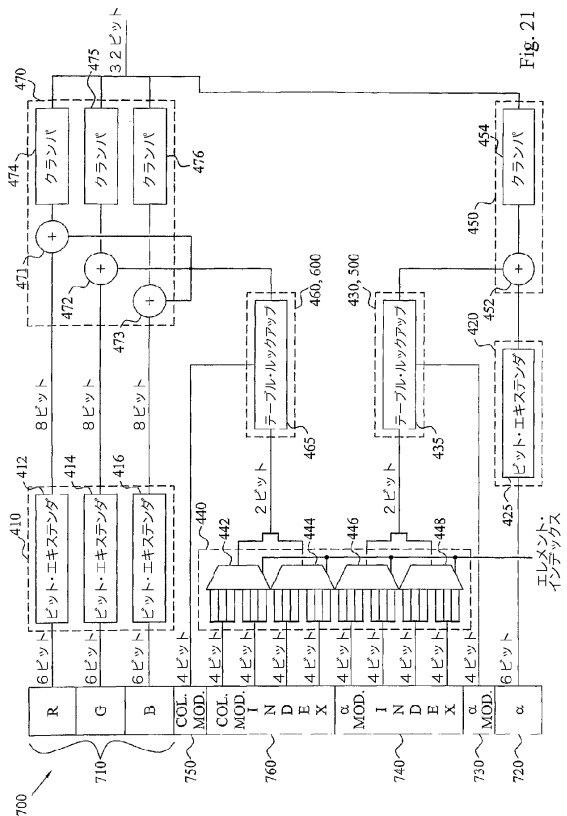 470
474
475
476
クランパ
クランパ
クランパ
32ビット
Fig. 21
471
+
472
+
473
+
450
454
クランパ
452
+
8ビット
8ビット
8ビット
460, 600
テーブル・ルックアップ
465
430, 500
テーブル・ルックアップ
435
420
ビット・エキステンダ
425
410
412
ビット・エキステンダ
414
ビット・エキステンダ
416
ビット・エキステンダ
2ビット
2ビット
440
442
444
446
448
エレメント・
インデックス
6ビット
6ビット
6ビット
4ビット
4ビット
4ビット
4ビット
4ビット
4ビット
4ビット
4ビット
4ビット
4ビット
6ビット
700
R
G
B
710
COL.
MOD.
750
COL.
MOD
INDEX
760
α
MOD
INDEX
740
α
MOD.
730
α
720